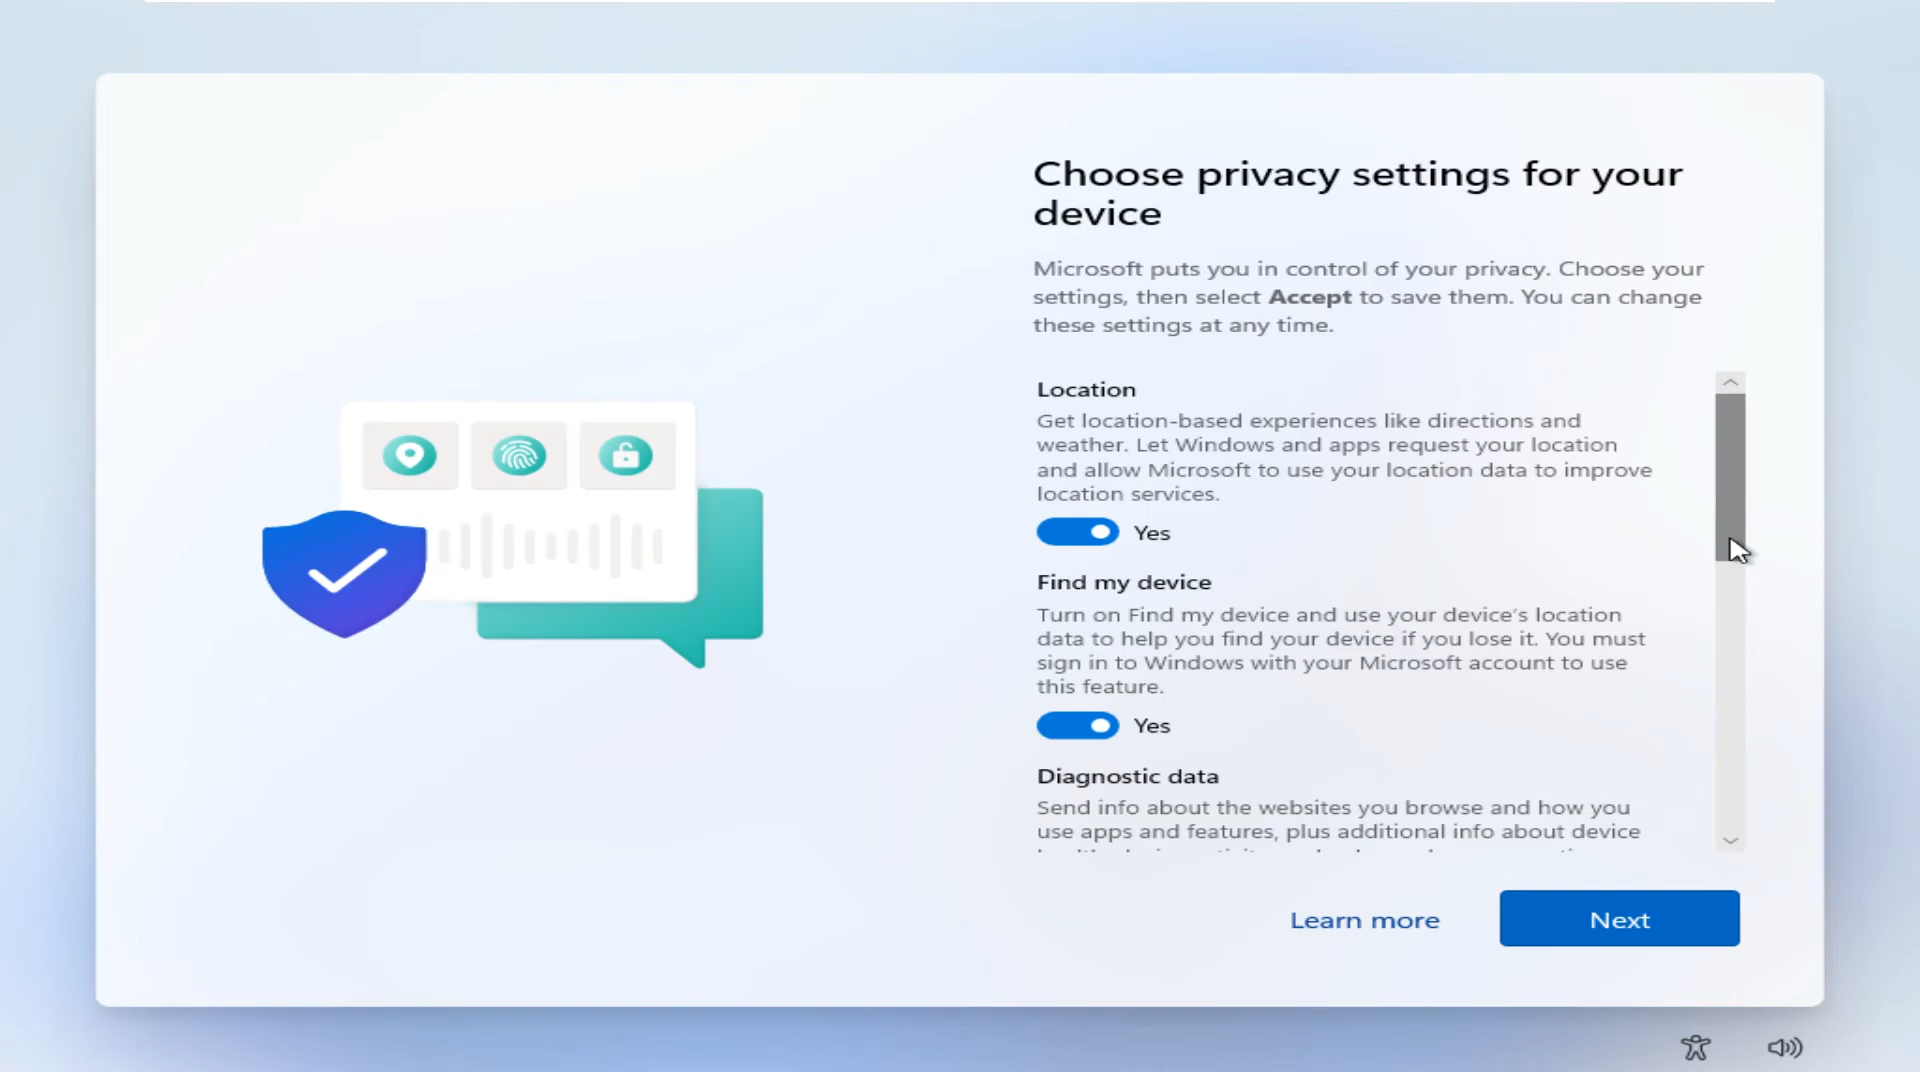 Choose privacy settings for your
device
Microsoft puts you in control of your privacy. Choose your
settings, then select Accept to save them. You can change
these settings at any time.
Location
Get location-based experiences like directions and
weather. Let Windows and apps request your location
and allow Microsoft to use your location data to improve
location services.
Yes
Find my device
Turn on Find my device and use your device's location
data to help you find your device if you lose it. You must
sign in to Windows with your Microsoft account to use
this feature.
Yes
Diagnostic data
Send info about the websites you browse and how you
use apps and features, plus additional info about device
Learn more
Next